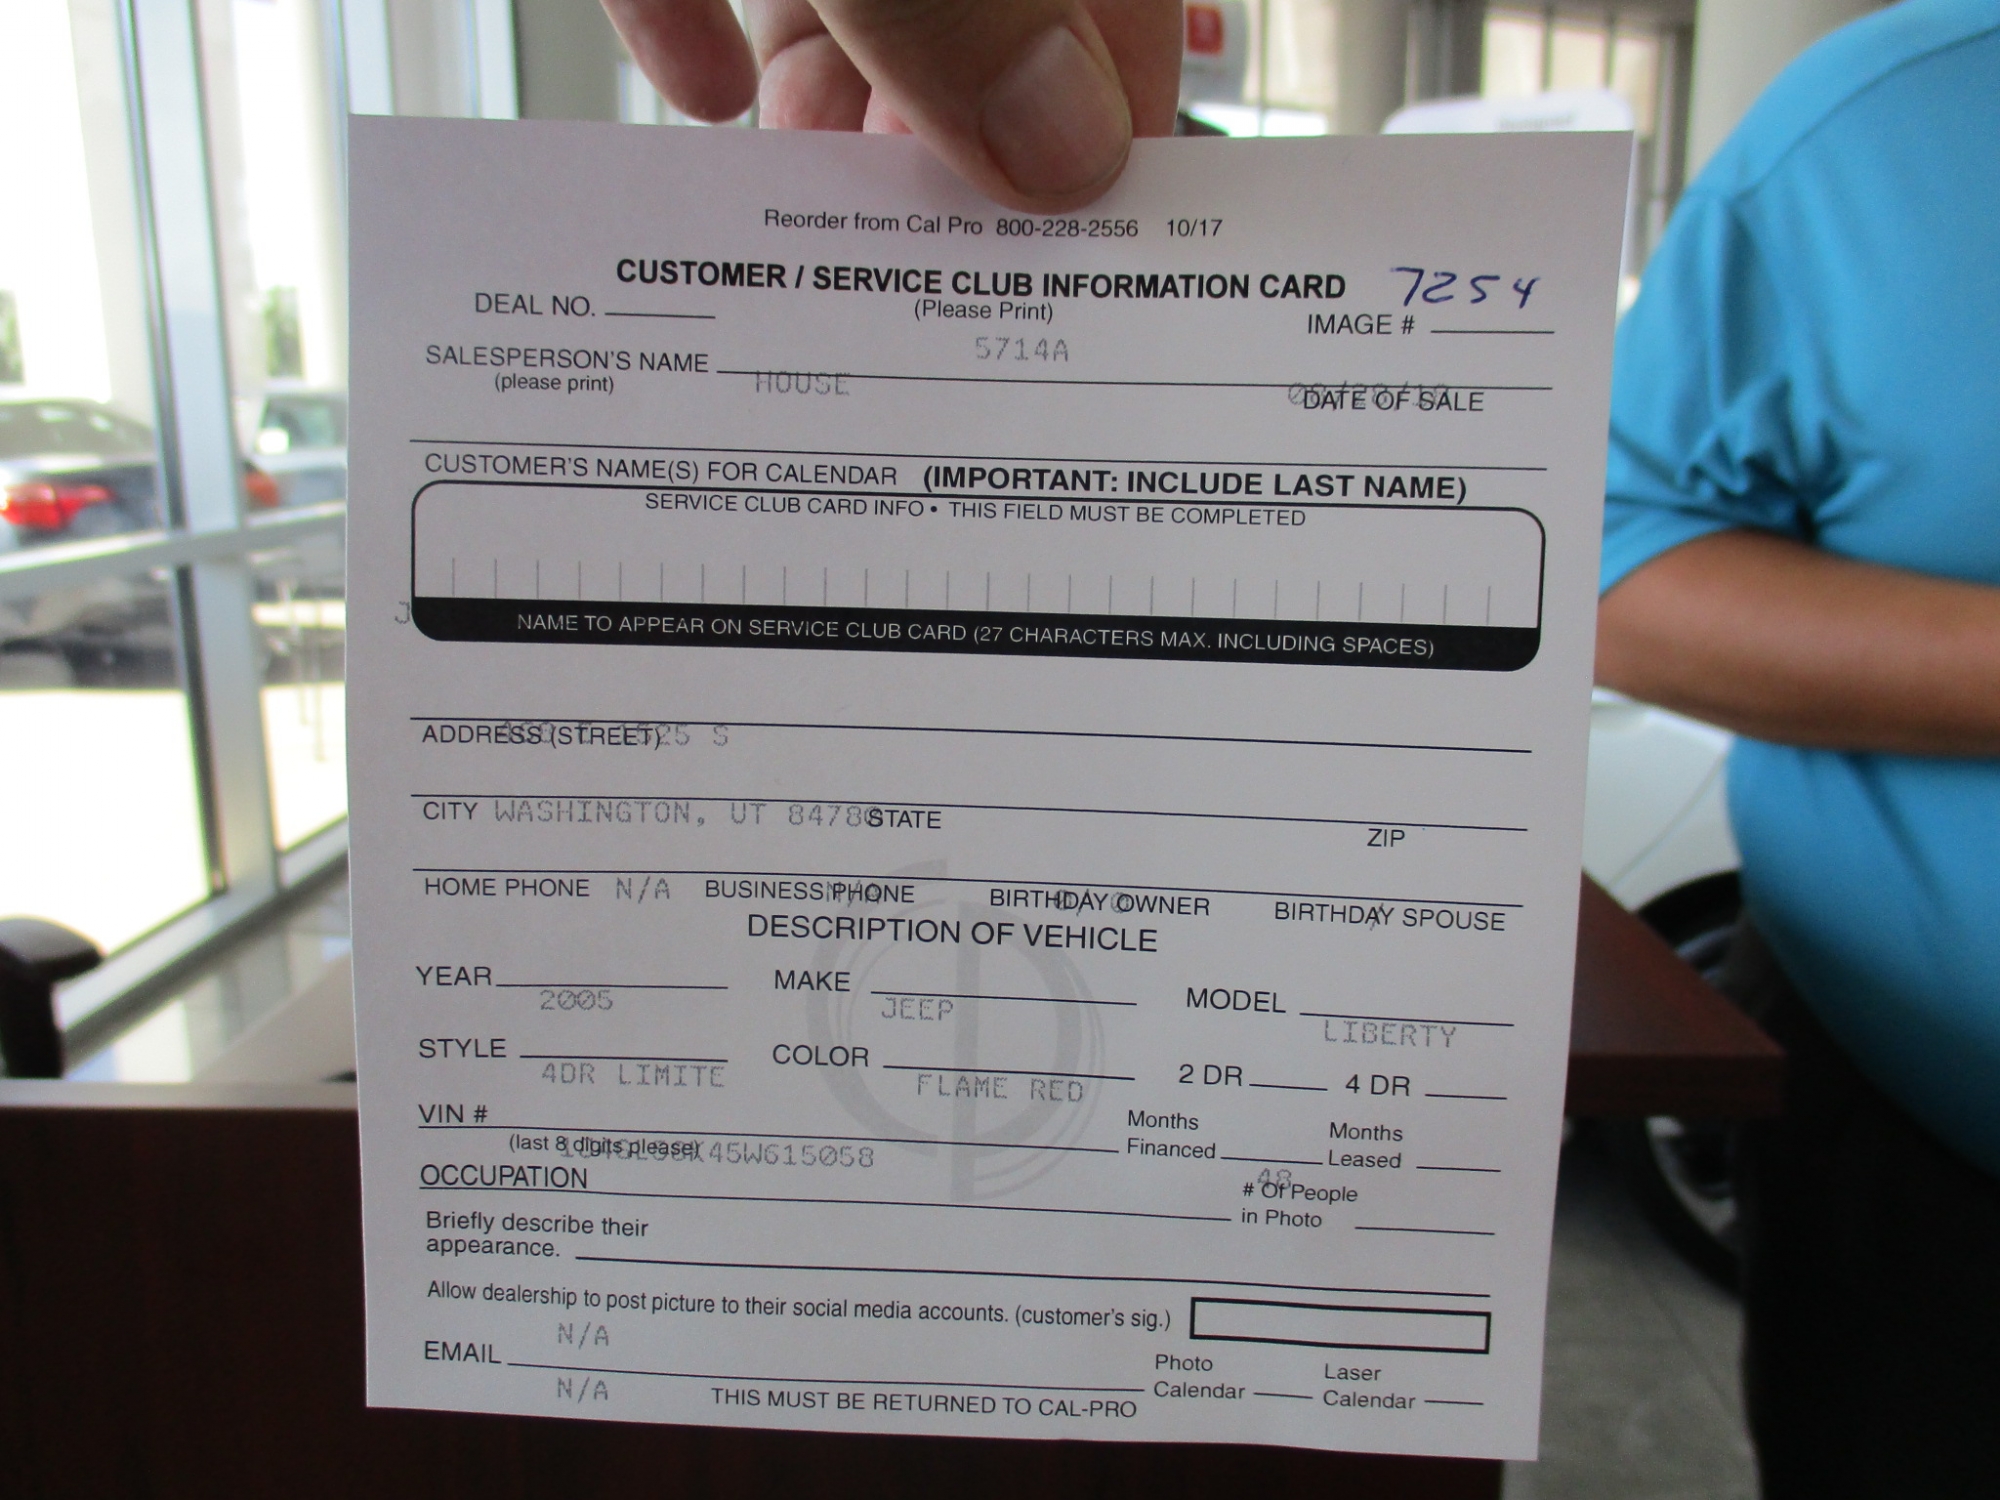 Reorder from Cal Pro 800-228-2556 10/17
CUSTOMER / SERVICE CLUB INFORMATION CARD 7254
DEAL NO. (Please Print) IMAGE #
5714A
SALESPERSON'S NAME
(please print) HOUSE DATE OF SALE
CUSTOMER'S NAME(S) FOR CALENDAR (IMPORTANT: INCLUDE LAST NAME)
SERVICE CLUB CARD INFO • THIS FIELD MUST BE COMPLETED
J
NAME TO APPEAR ON SERVICE CLUB CARD (27 CHARACTERS MAX. INCLUDING SPACES)
ADDRESS (STREET) S
CITY WASHINGTON, UT 84780 STATE ZIP
HOME PHONE N/A BUSINESS PHONE N/A BIRTHDAY OWNER 0/ 0 BIRTHDAY SPOUSE /
DESCRIPTION OF VEHICLE
YEAR MAKE MODEL
2005 JEEP LIBERTY
STYLE COLOR 2 DR 4 DR
4DR LIMITE FLAME RED
VIN # Months Financed Months Leased
(last 8 digits please) 45W615058
48
OCCUPATION # Of People in Photo
Briefly describe their
appearance.
Allow dealership to post picture to their social media accounts. (customer's sig.)
N/A
EMAIL Photo Calendar Laser Calendar
N/A THIS MUST BE RETURNED TO CAL-PRO